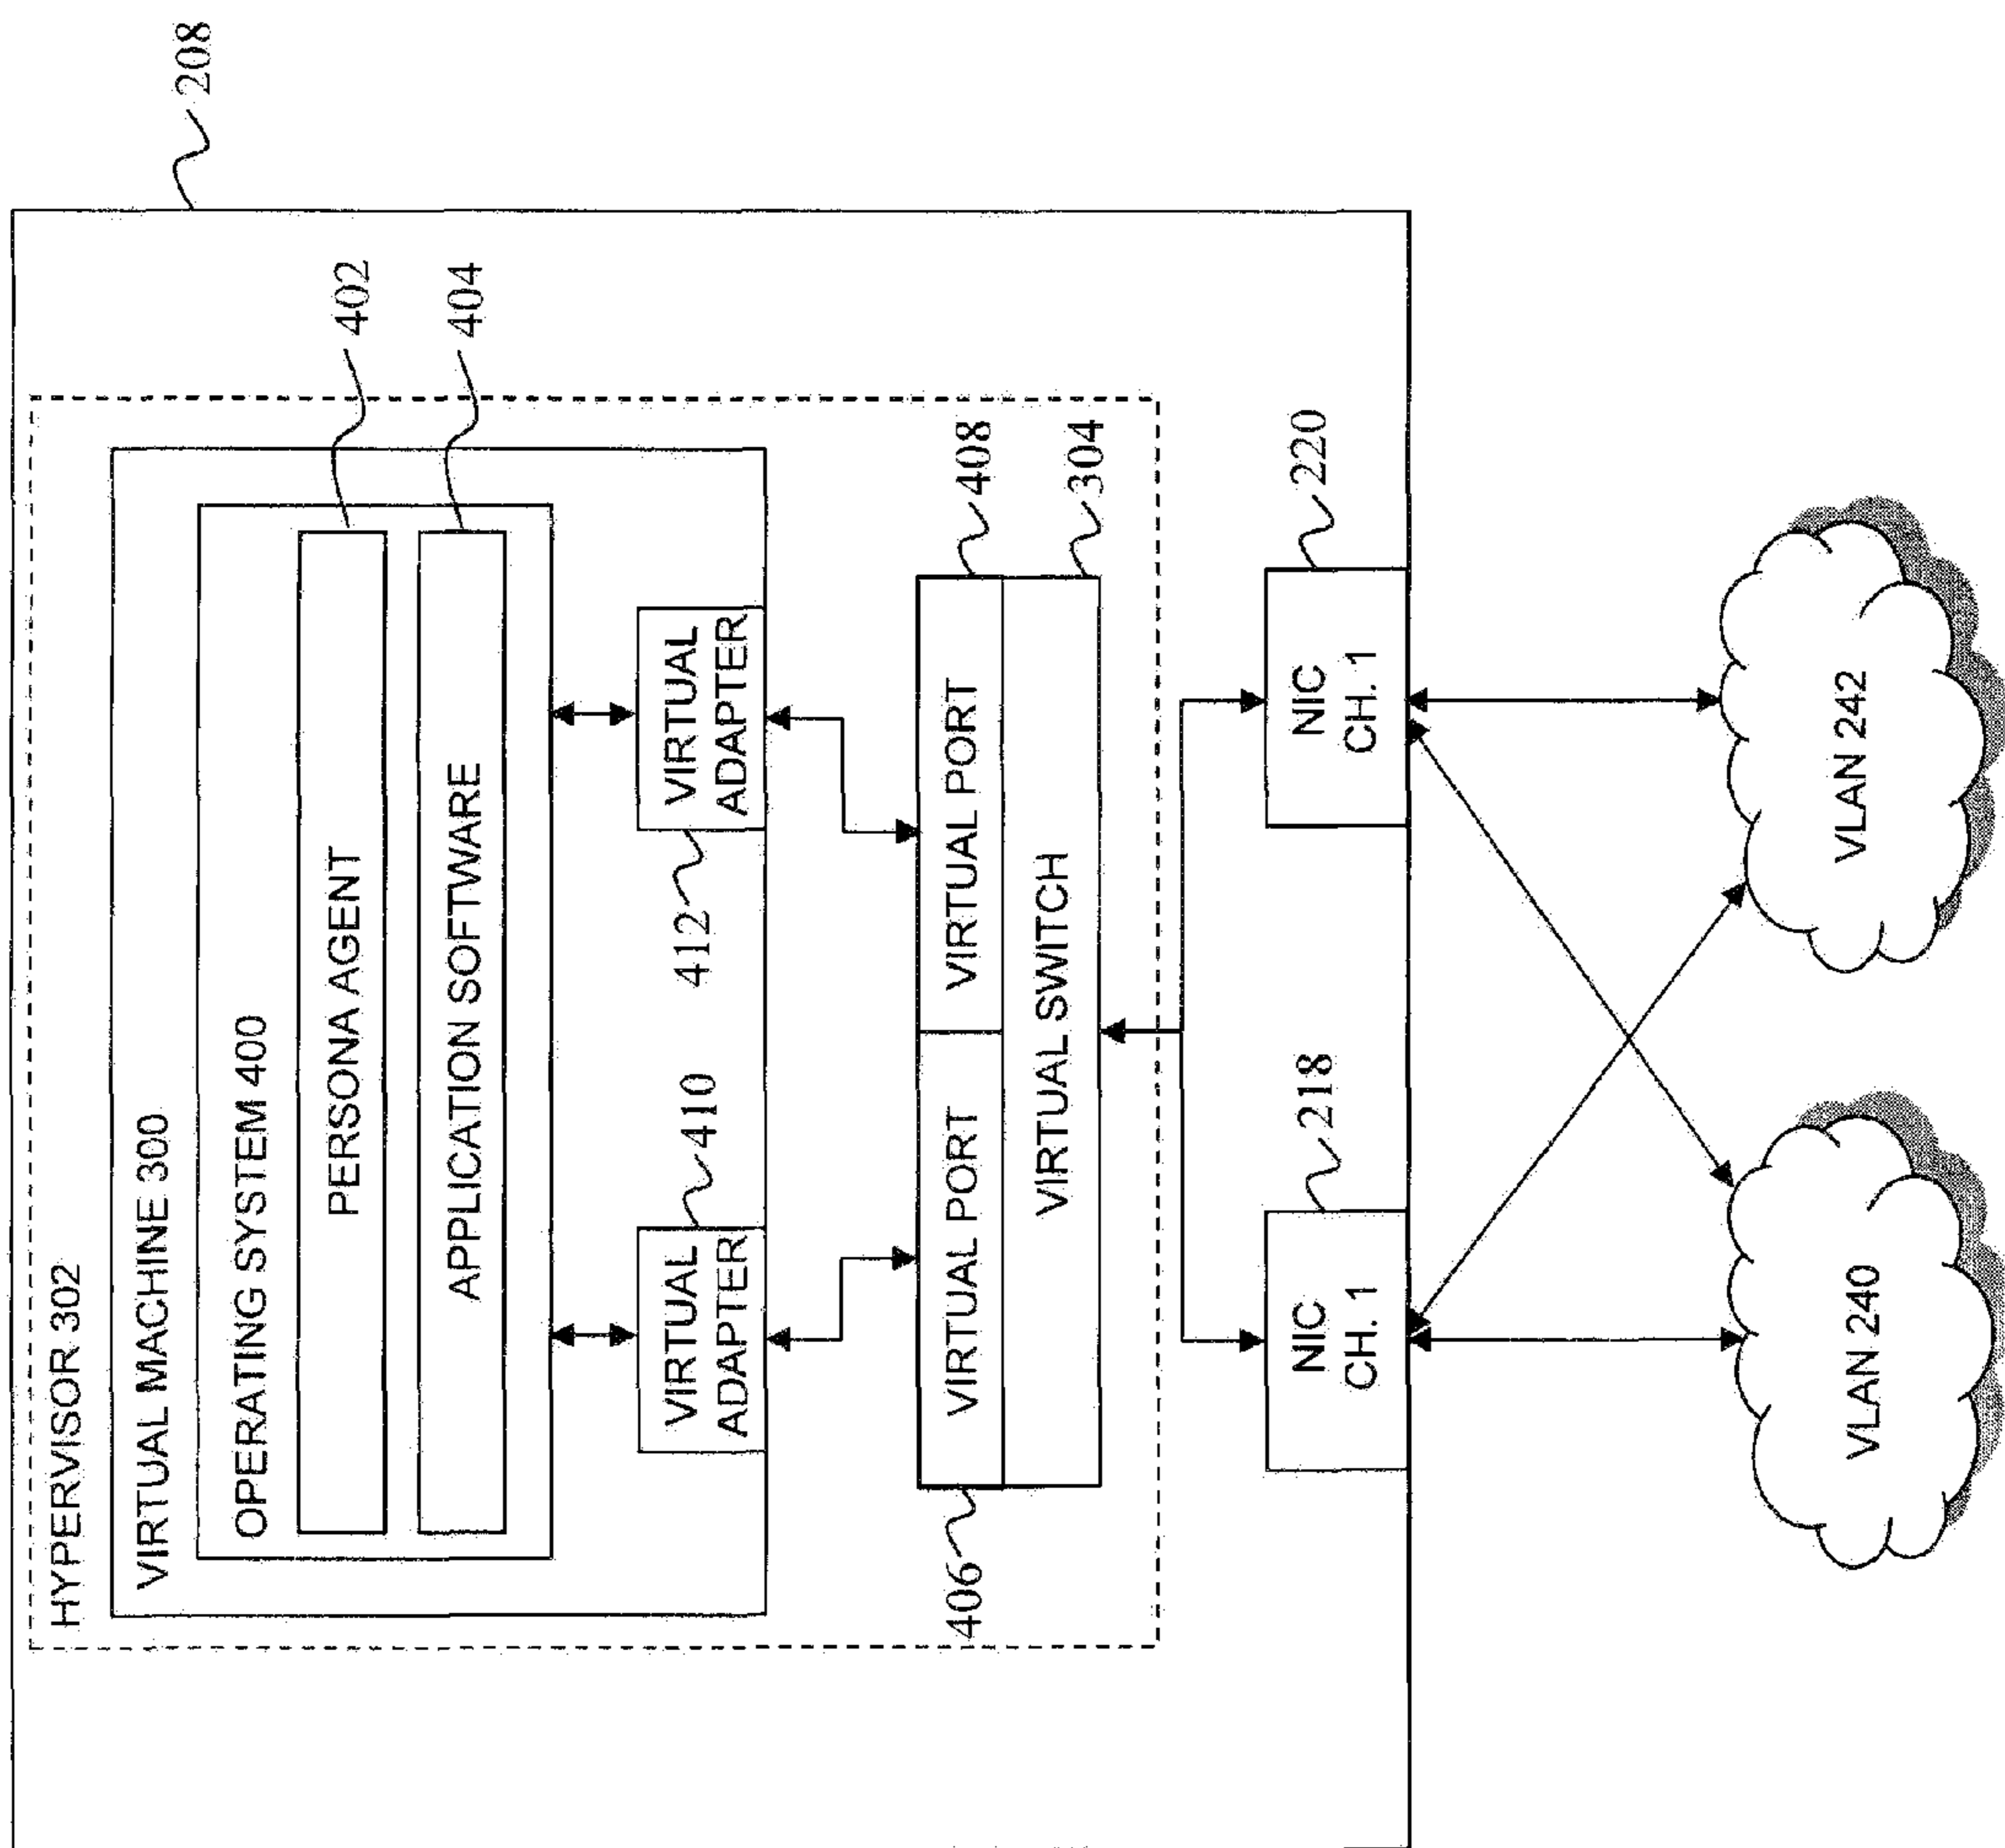 208
HYPERVISOR 302
VIRTUAL MACHINE 300
OPERATING SYSTEM 400
PERSONA AGENT
402
APPLICATION SOFTWARE
404
VIRTUAL
ADAPTER
410
VIRTUAL
ADAPTER
412
406
VIRTUAL PORT
VIRTUAL PORT
408
VIRTUAL SWITCH
304
NIC
CH. 1
218
NIC
CH. 1
220
VLAN 240
VLAN 242